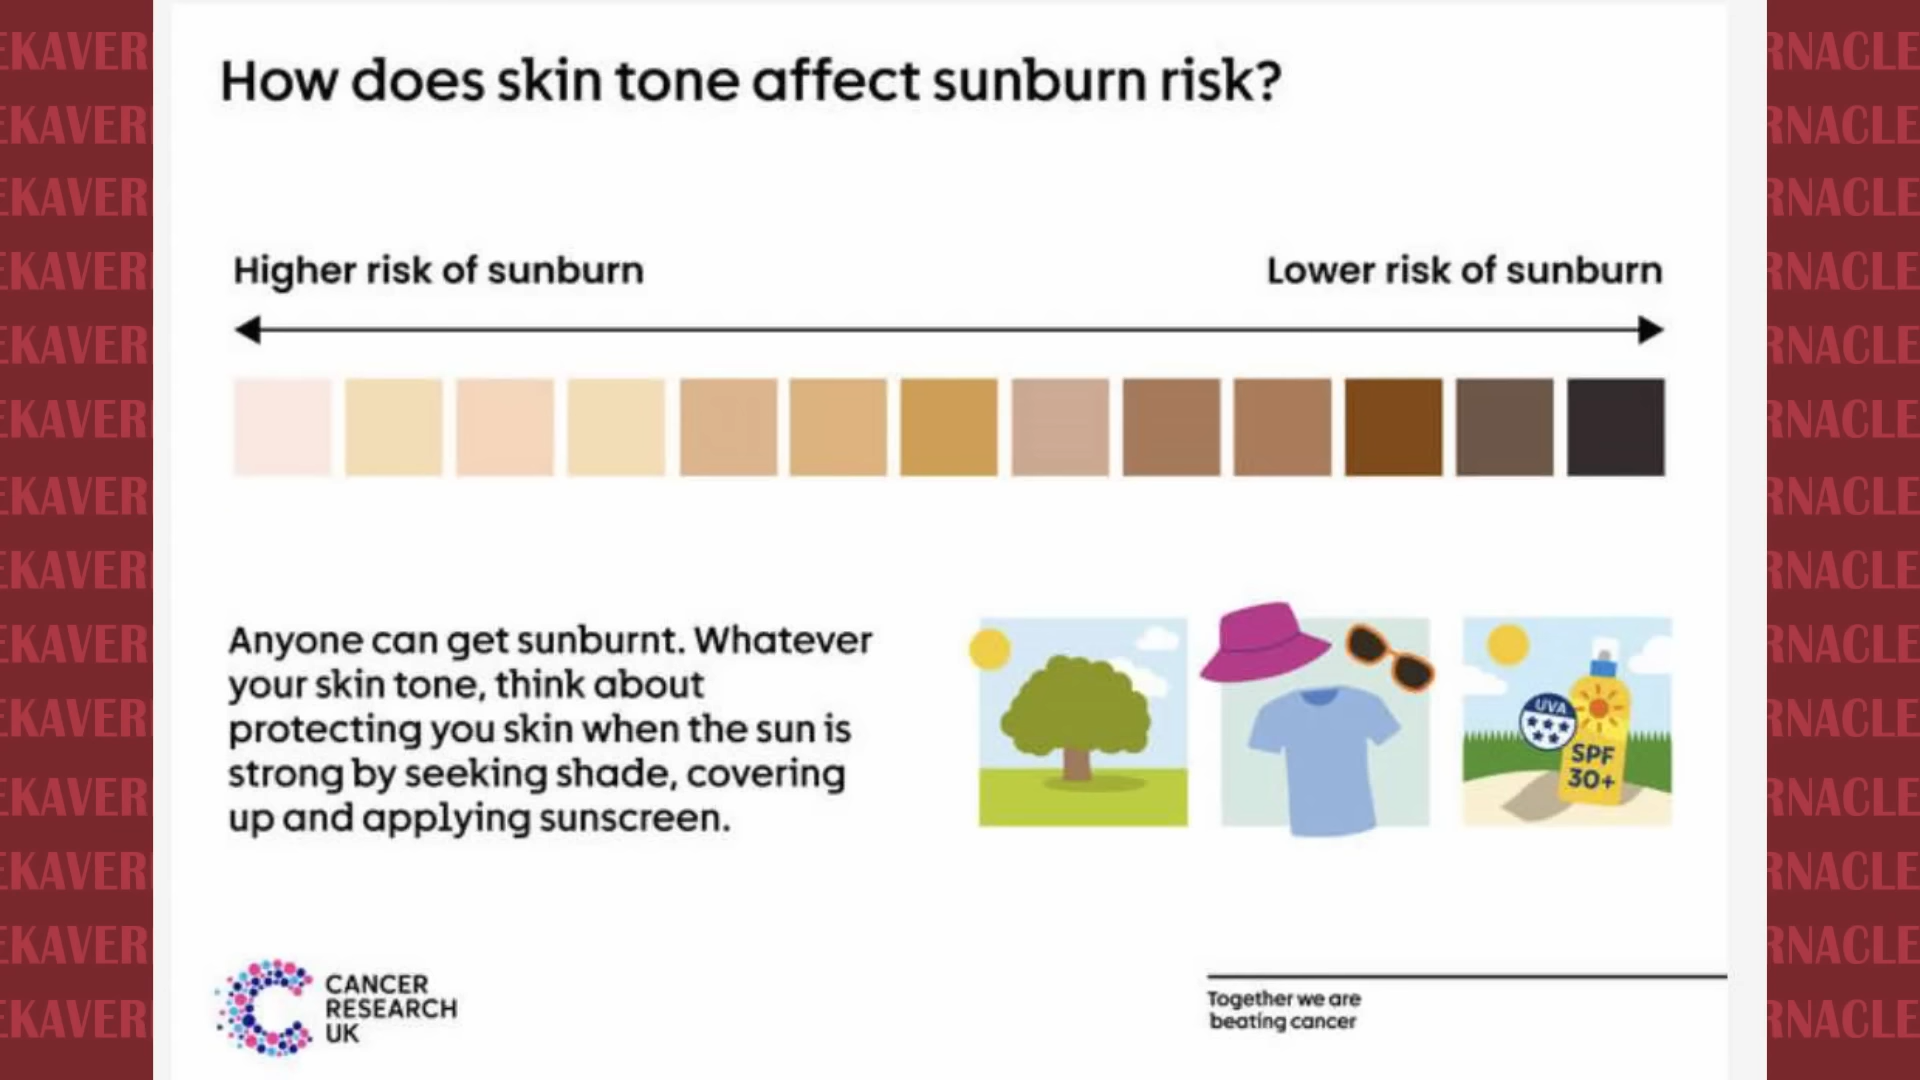 How does skin tone affect sunburn risk?
Higher risk of sunburn
Lower risk of sunburn
Anyone can get sunburnt. Whatever
your skin tone, think about
protecting you skin when the sun is
strong by seeking shade, covering
up and applying sunscreen.
UVA
SPF
30+
CANCER
RESEARCH
UK
Together we are
beating cancer